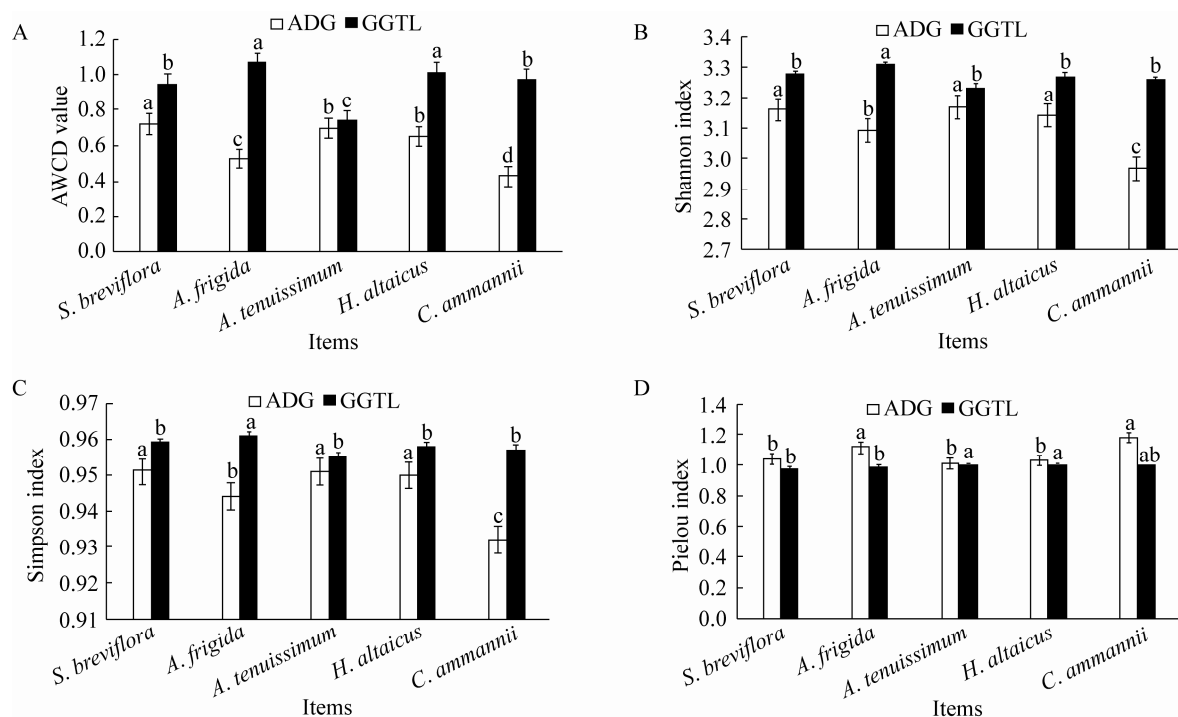 A
ADG GGTL
1.2
1.0
0.8
0.6
0.4
0.2
0.0
AWCD value
a b c a b c b a d b
S. breviflora A. frigida A. tenuissimum H. altaicus C. ammannii
Items
B
ADG GGTL
3.4
3.3
3.2
3.1
3.0
2.9
2.8
2.7
Shannon index
a b b a a b a b c b
S. breviflora A. frigida A. tenuissimum H. altaicus C. ammannii
Items
C
ADG GGTL
0.97
0.96
0.95
0.94
0.93
0.92
0.91
Simpson index
a b b a a b a b c b
S. breviflora A. frigida A. tenuissimum H. altaicus C. ammannii
Items
D
ADG GGTL
1.4
1.2
1.0
0.8
0.6
0.4
0.2
0.0
Pielou index
b b a b b a b a a ab
S. breviflora A. frigida A. tenuissimum H. altaicus C. ammannii
Items